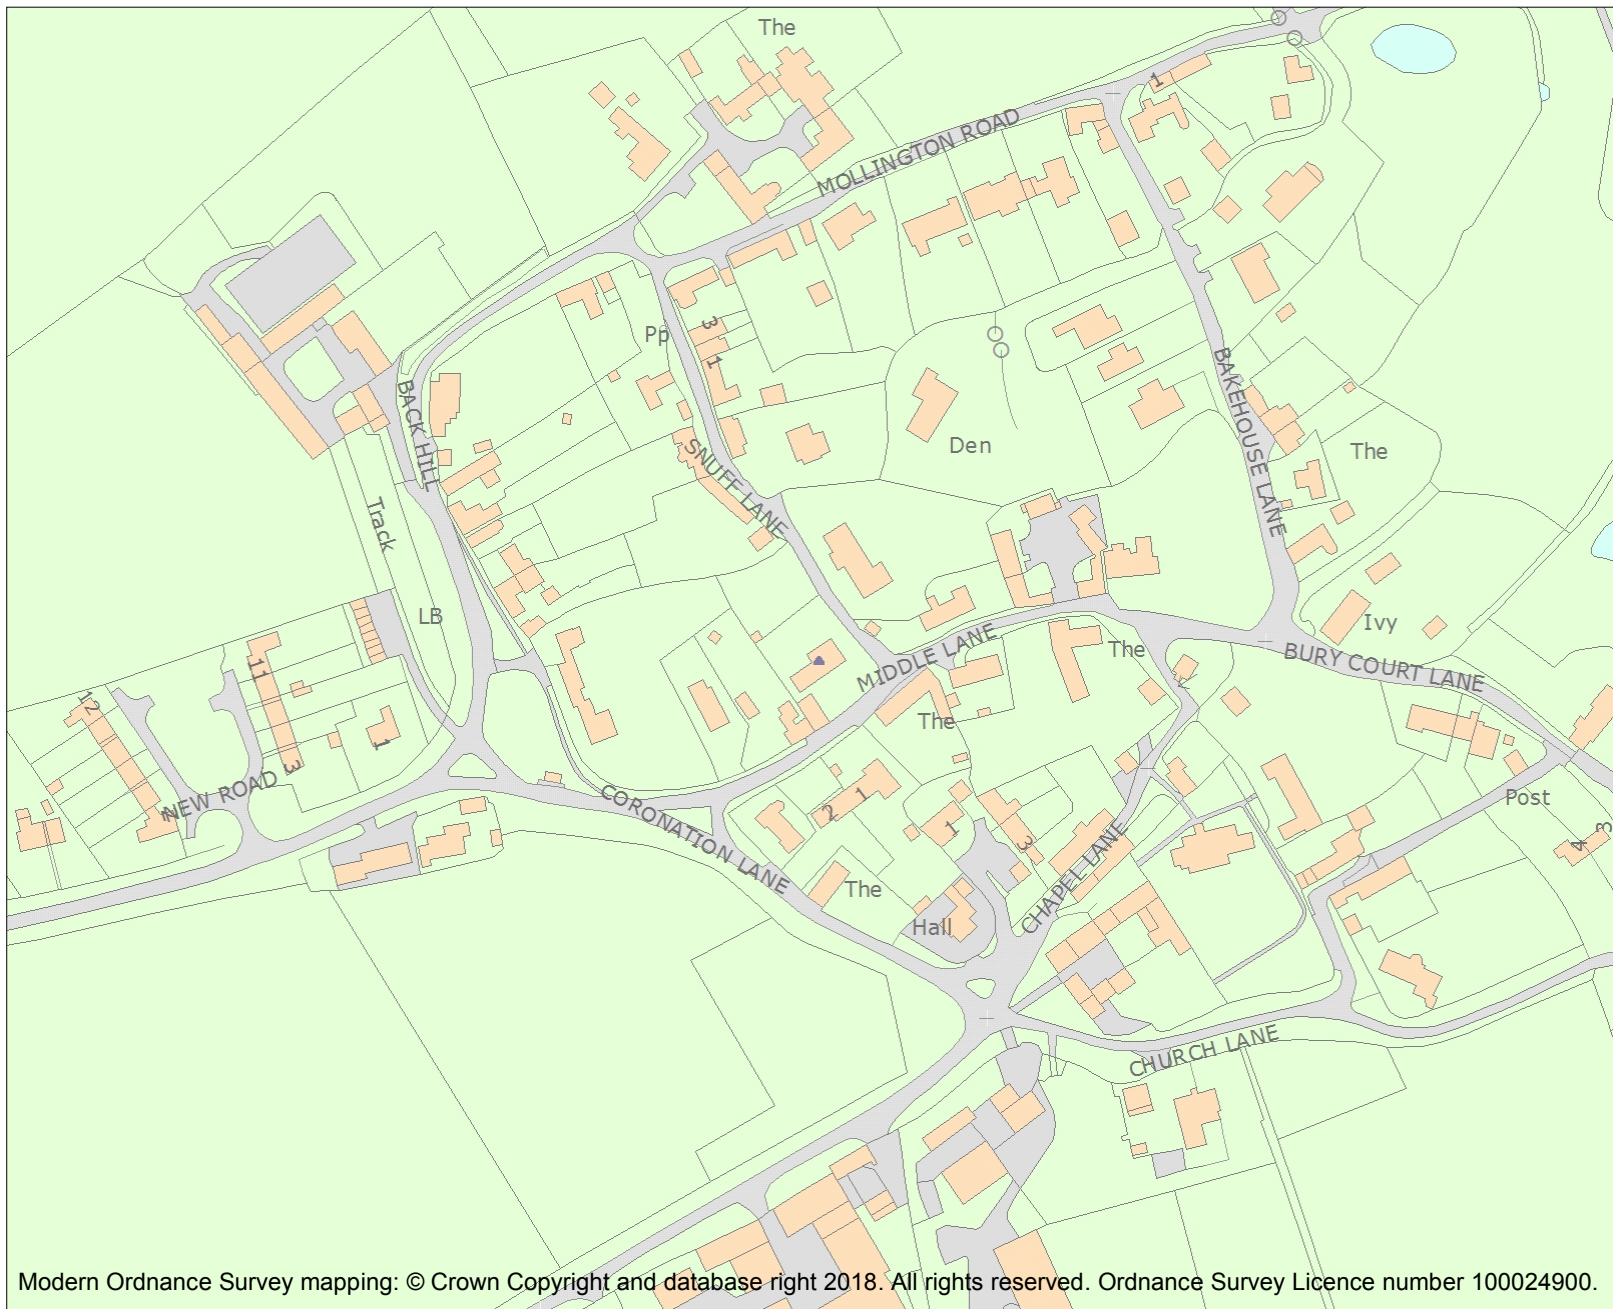 The
1
MOLLINGTON ROAD
3
Pp
1
BACK HILL
BAKEHOUSE LANE
SNUFF LANE
Den
The
Track
LB
Ivy
MIDDLE LANE
The
BURY COURT LANE
11
12
The
1
3
NEW ROAD
CORONATION LANE
2
1
1
3
Post
4
3
CHAPEL LANE
The
Hall
CHURCH LANE
Modern Ordnance Survey mapping: © Crown Copyright and database right 2018. All rights reserved. Ordnance Survey Licence number 100024900.